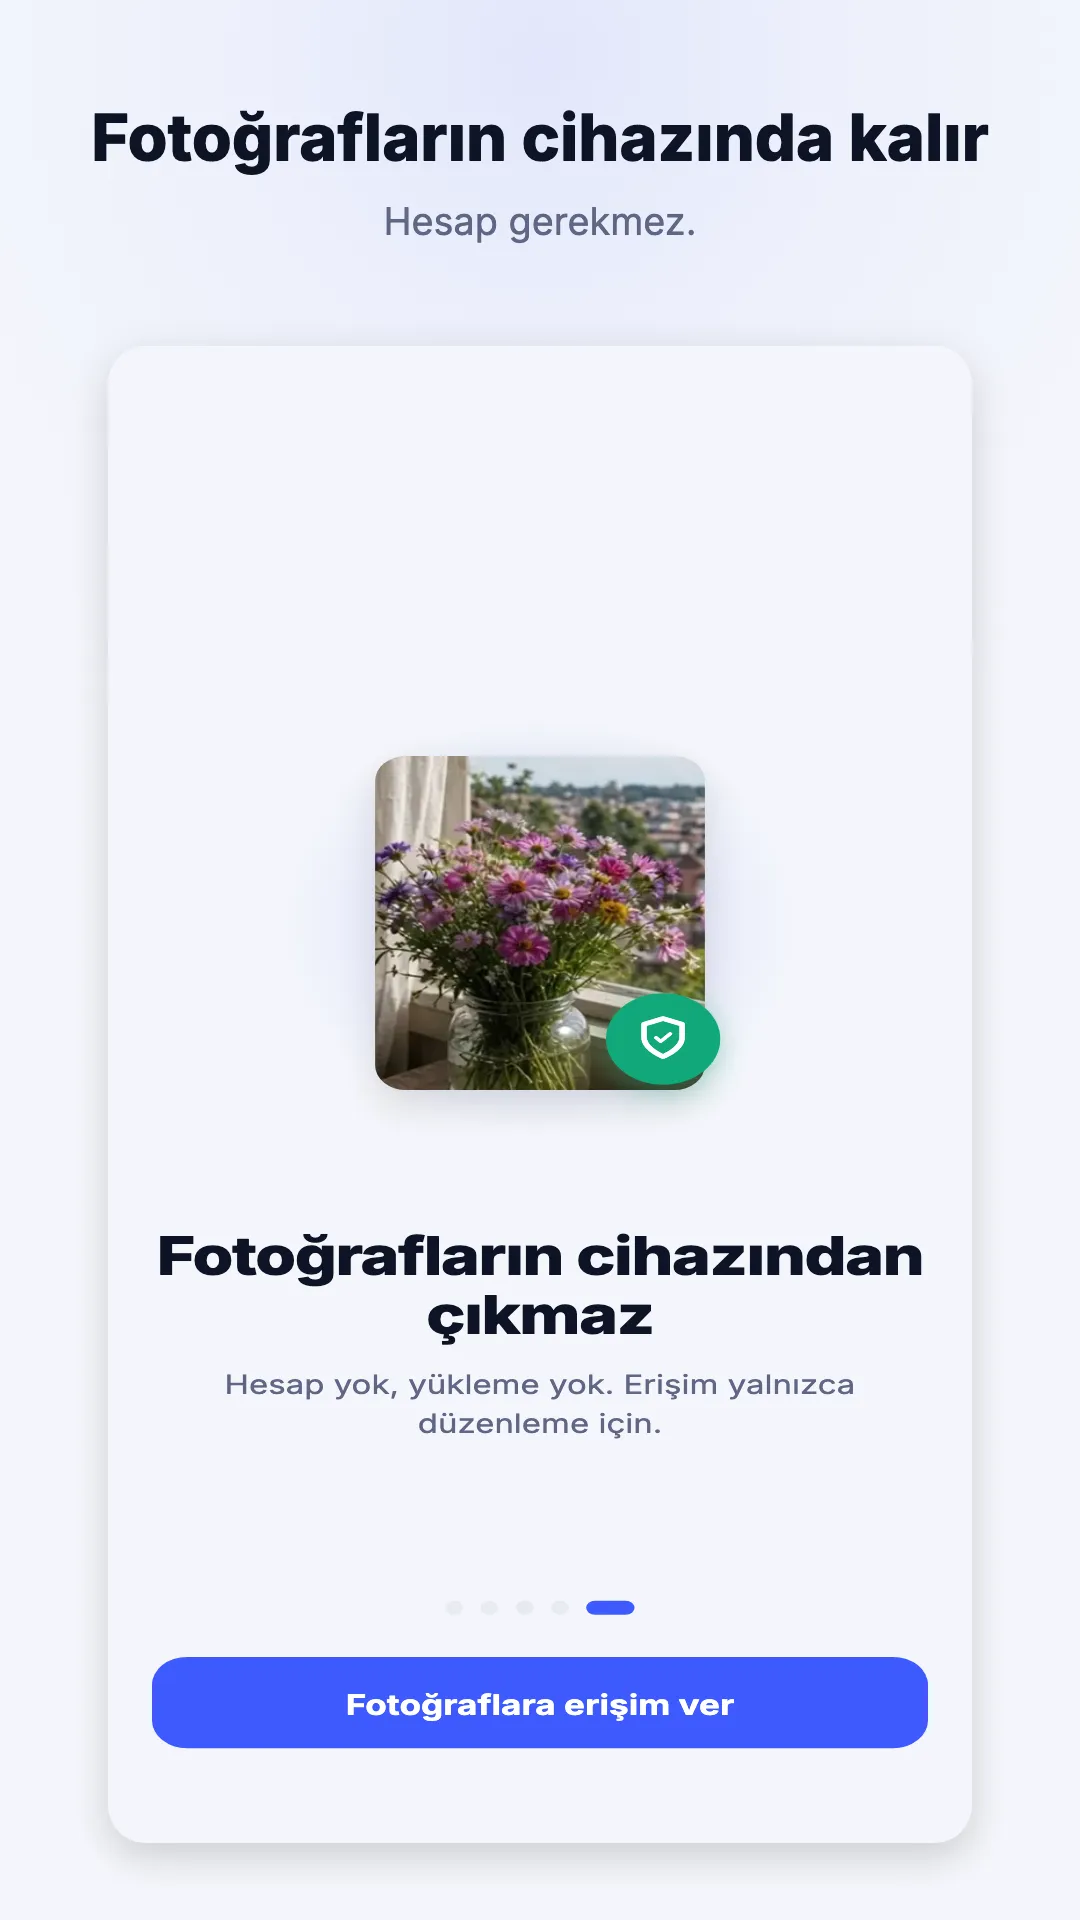 Fotoğrafların cihazında kalır
Hesap gerekmez.
Fotoğrafların cihazından
çıkmaz
Hesap yok, yükleme yok. Erişim yalnızca
düzenleme için.
Fotoğraflara erişim ver